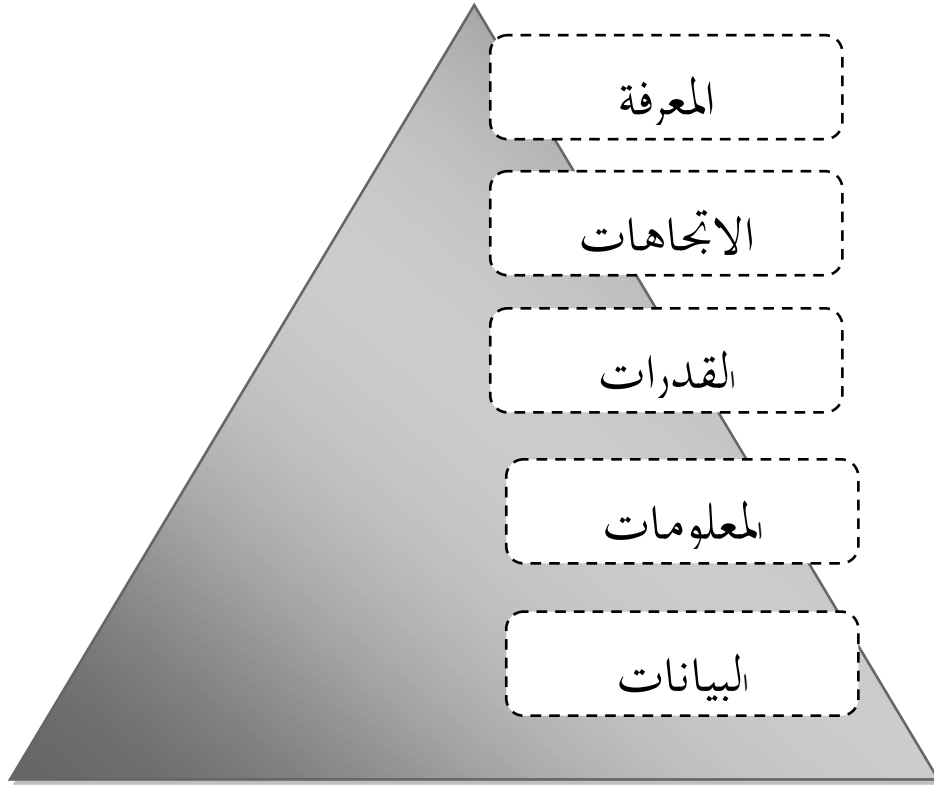 المعرفة
الاتجاهات
القدرات
المعلومات
البيانات